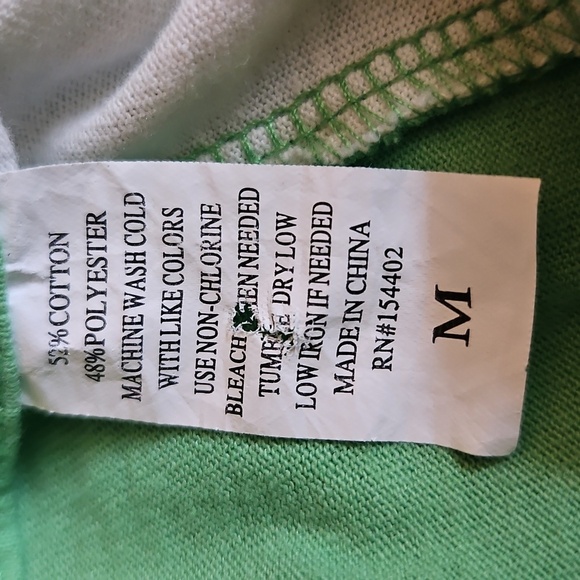 52% COTTON
48% POLYESTER
MACHINE WASH COLD
WITH LIKE COLORS
USE NON-CHLORINE
BLEACH NEEDED
DRY LOW
LOW IRON IF NEEDED
MADE IN CHINA
RN#154402
M